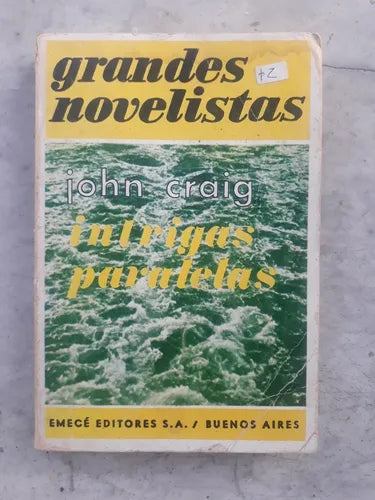 grandes
novelistas
john craig
intrigas
paralelas
EMECÉ EDITORES S.A. / BUENOS AIRES